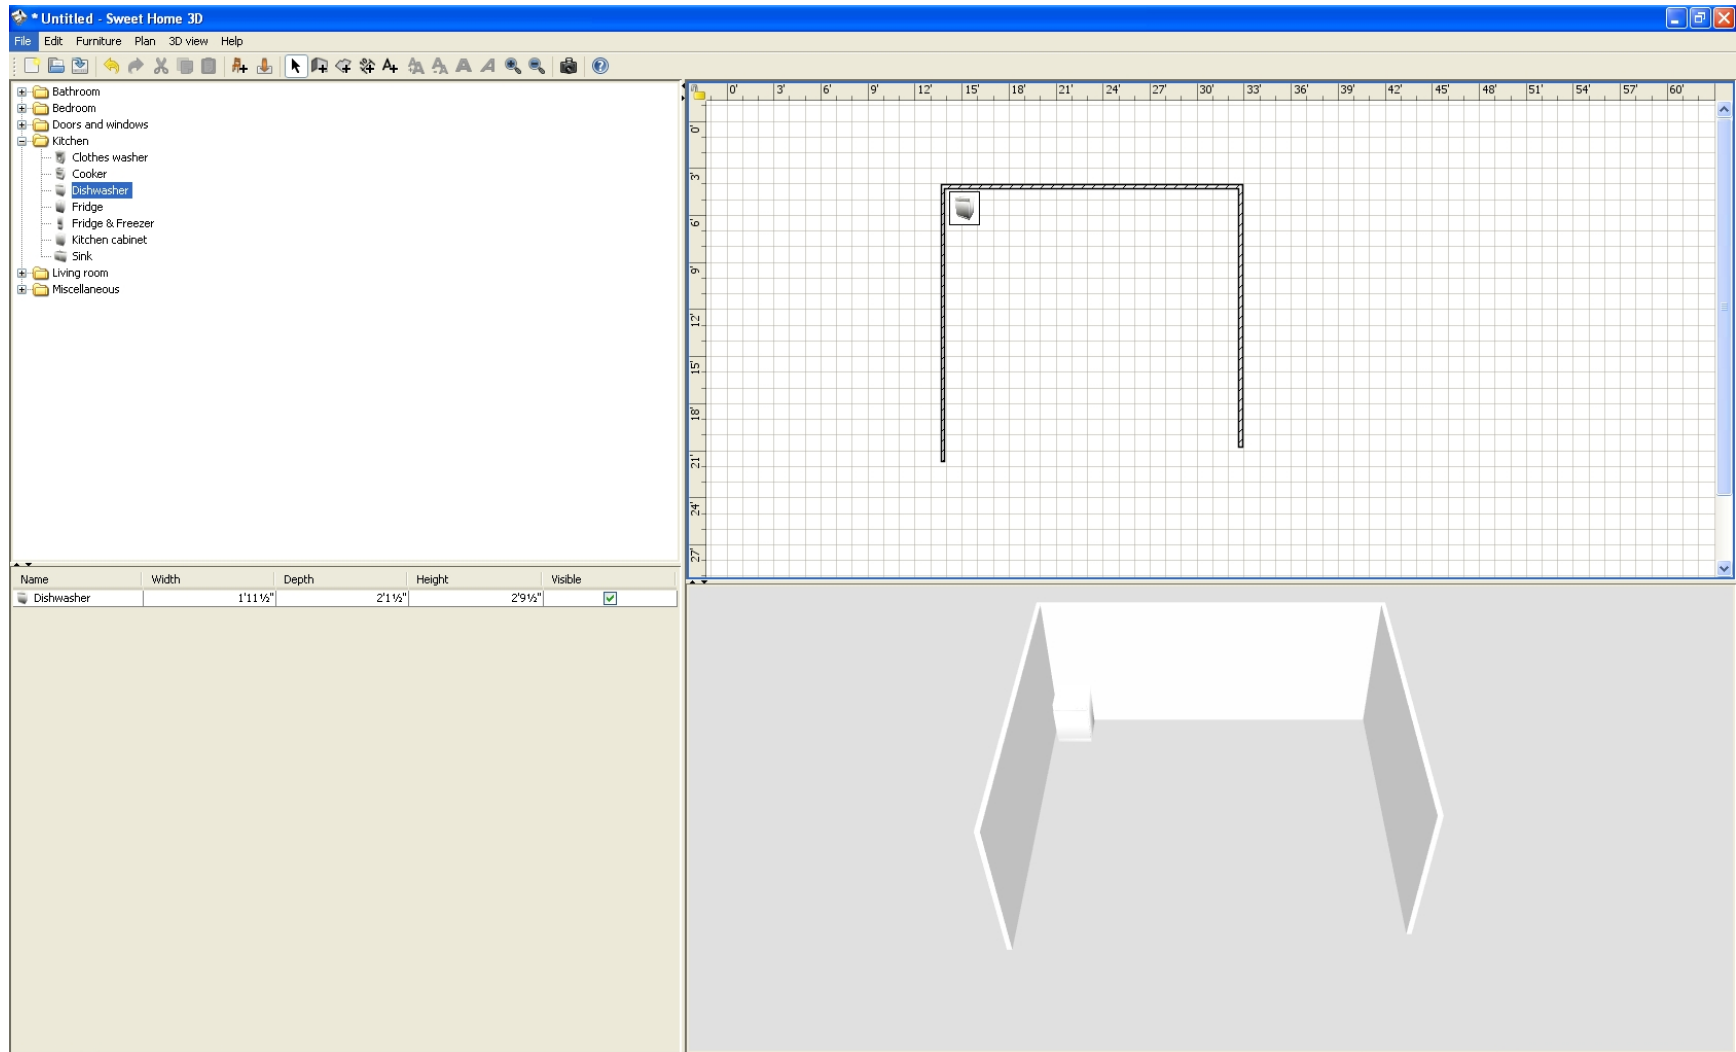 * Untitled - Sweet Home 3D
File Edit Furniture Plan 3D view Help
Bathroom
Bedroom
Doors and windows
Kitchen
Clothes washer
Cooker
Dishwasher
Fridge
Fridge & Freezer
Kitchen cabinet
Sink
Living room
Miscellaneous
0' 3' 6' 9' 12' 15' 18' 21' 24' 27' 30' 33' 36' 39' 42' 45' 48' 51' 54' 57' 60'
0'
3'
6'
9'
12'
15'
18'
21'
24'
27'
Name Width Depth Height Visible
Dishwasher 1'11½" 2'1½" 2'9½"